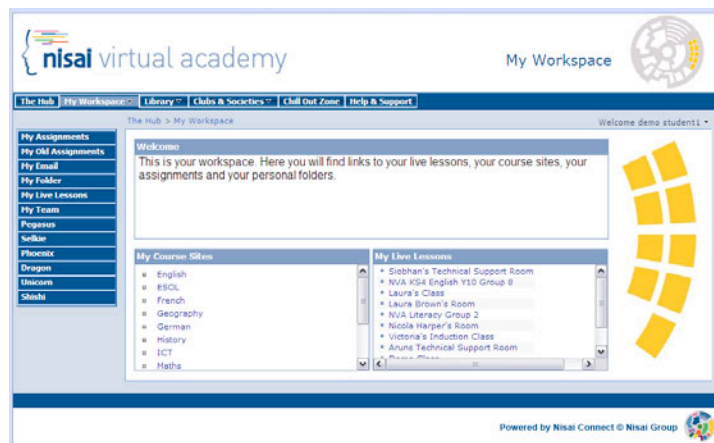 nisai virtual academy
My Workspace
The Hub My Workspace Library Clubs & Societies Chill Out Zone Help & Support
The Hub > My Workspace
Welcome demo student1
My Assignments
My Old Assignments
My Email
My Folder
My Live Lessons
My Team
Pegasus
Selkie
Phoenix
Dragon
Unicorn
Shishi
Welcome
This is your workspace. Here you will find links to your live lessons, your course sites, your
assignments and your personal folders.
My Course Sites
English
ESOL
French
Geography
German
History
ICT
Maths
My Live Lessons
Siobhan's Technical Support Room
NVA KS4 English Y10 Group 8
Laura's Class
Laura Brown's Room
NVA Literacy Group 2
Nicola Harper's Room
Victoria's Induction Class
Aruns Technical Support Room
Powered by Nisai Connect © Nisai Group